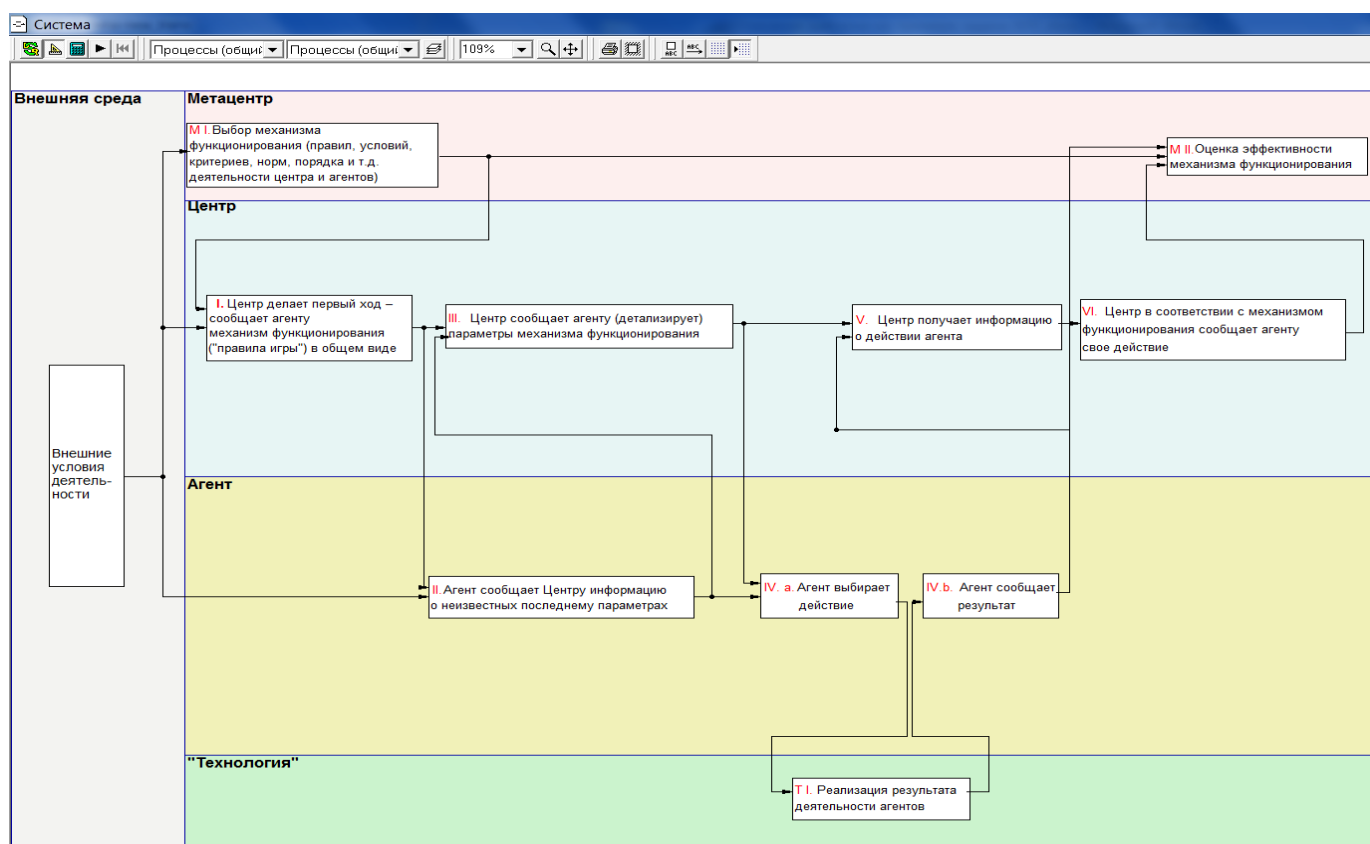 Система
Процессы (общи
Процессы (общи
109%
ABC
ABC
Внешняя среда
Метацентр
M I. Выбор механизма
функционирования (правил, условий,
критериев, норм, порядка и т.д.
деятельности центра и агентов)
M II. Оценка эффективности
механизма функционирования
Центр
I. Центр делает первый ход –
сообщает агенту
механизм функционирования
("правила игры") в общем виде
III. Центр сообщает агенту (детализирует)
параметры механизма функционирования
V. Центр получает информацию
о действии агента
VI. Центр в соответствии с механизмом
функционирования сообщает агенту
свое действие
Внешние
условия
деятель-
ности
Агент
II. Агент сообщает Центру информацию
о неизвестных последнему параметрах
IV. a. Агент выбирает
действие
IV.b. Агент сообщает
результат
"Технология"
T I. Реализация результата
деятельности агентов